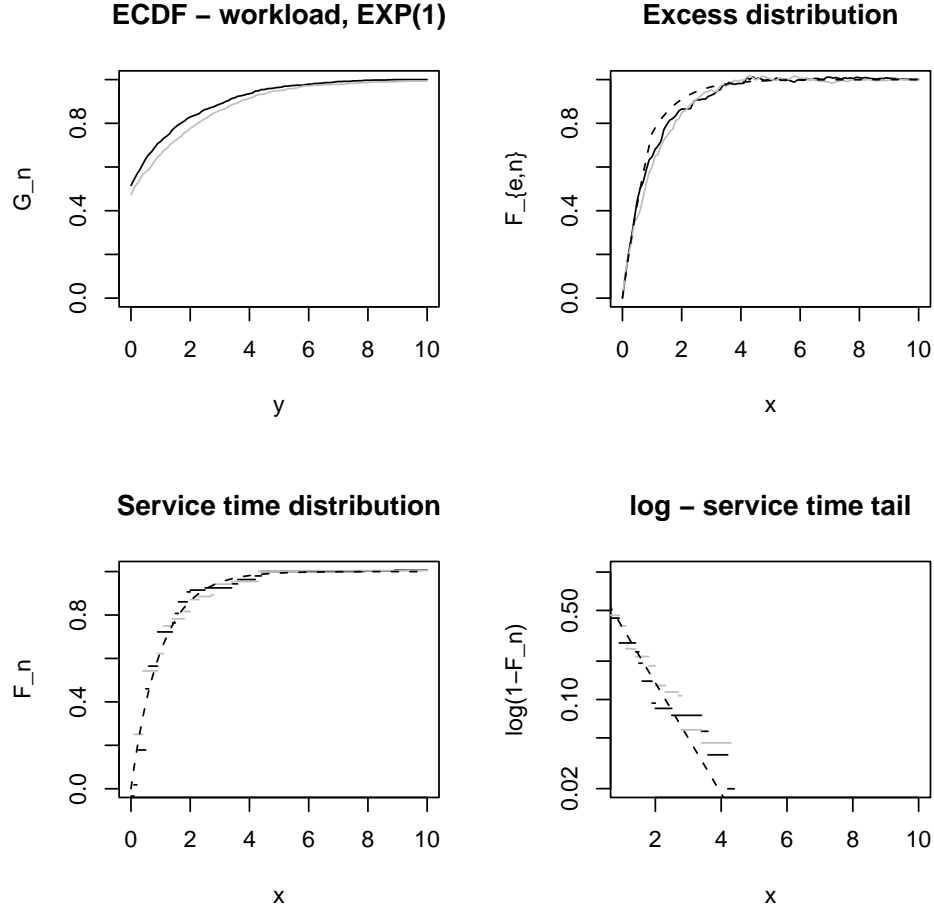 ECDF − workload, EXP(1)
G_n
0.0 0.4 0.8
0 2 4 6 8 10
y
Excess distribution
F_{e,n}
0.0 0.4 0.8
0 2 4 6 8 10
x
Service time distribution
F_n
0.0 0.4 0.8
0 2 4 6 8 10
x
log − service time tail
log(1−F_n)
0.02 0.10 0.50
2 4 6 8 10
x